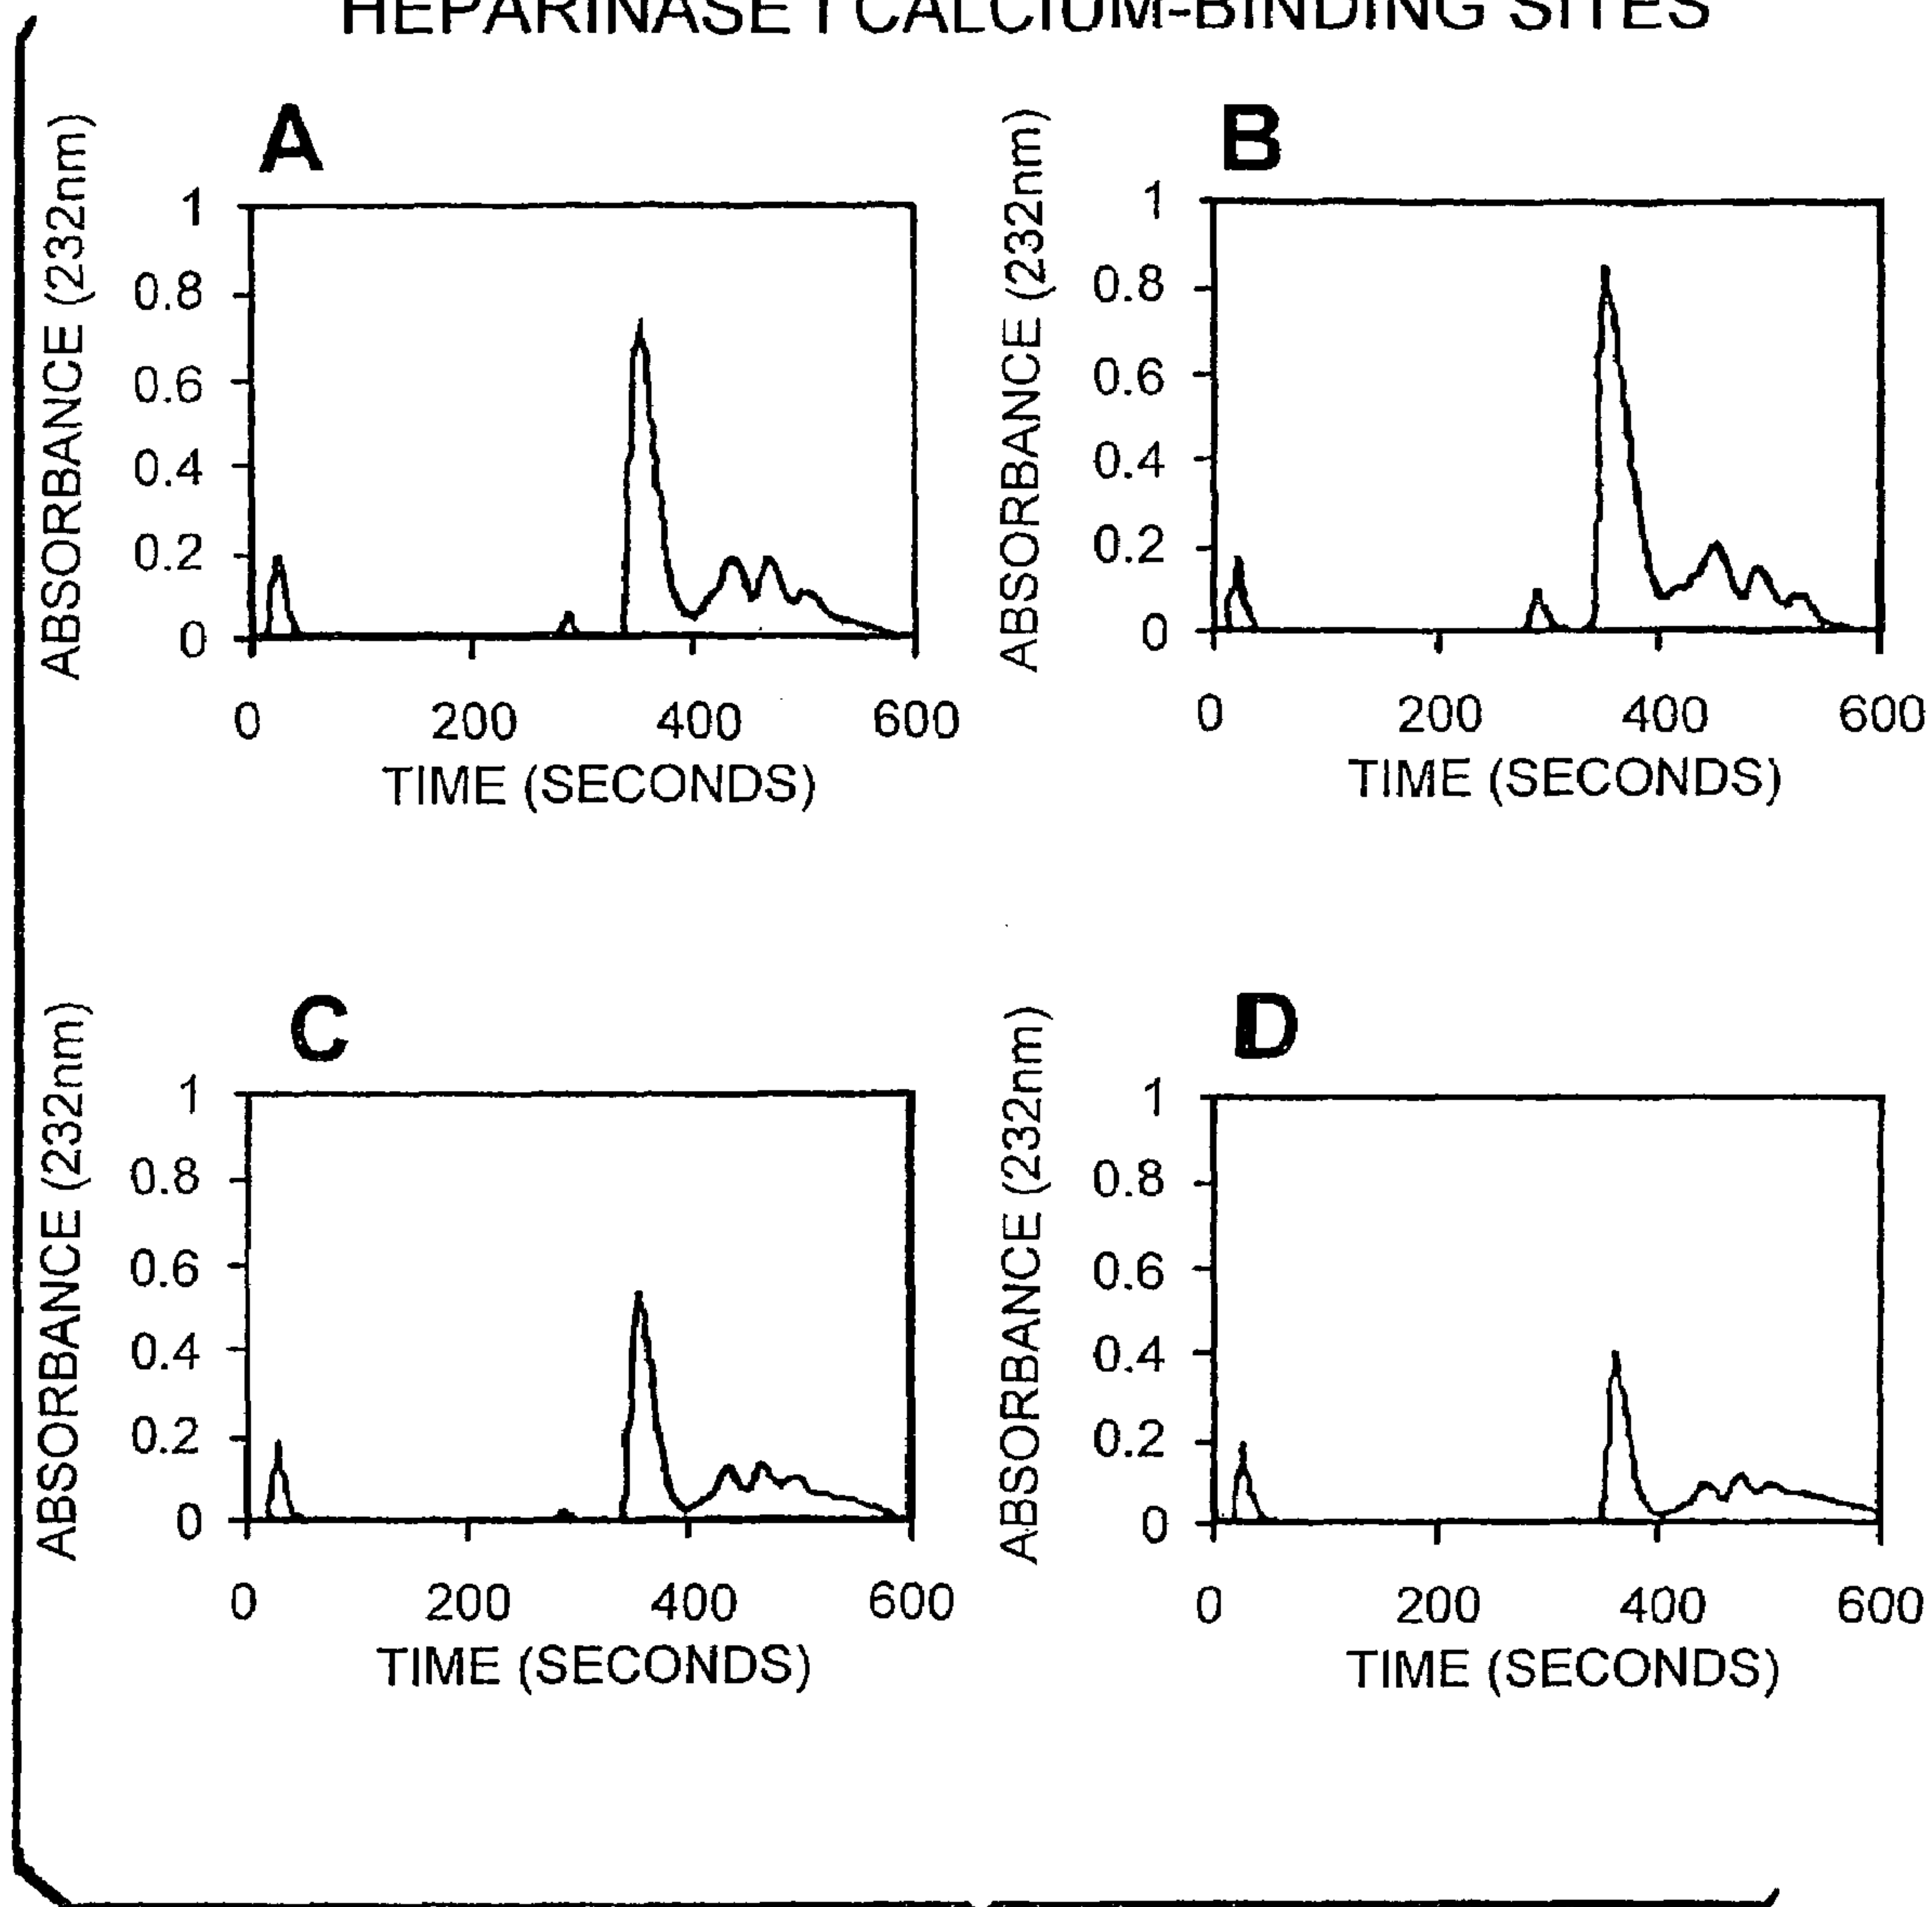 HEPARINASE I CALCIUM-BINDING SITES
A
ABSORBANCE (232nm)
1
0.8
0.6
0.4
0.2
0
0 200 400 600
TIME (SECONDS)
B
ABSORBANCE (232nm)
1
0.8
0.6
0.4
0.2
0
0 200 400 600
TIME (SECONDS)
C
ABSORBANCE (232nm)
1
0.8
0.6
0.4
0.2
0
0 200 400 600
TIME (SECONDS)
D
ABSORBANCE (232nm)
1
0.8
0.6
0.4
0.2
0
0 200 400 600
TIME (SECONDS)